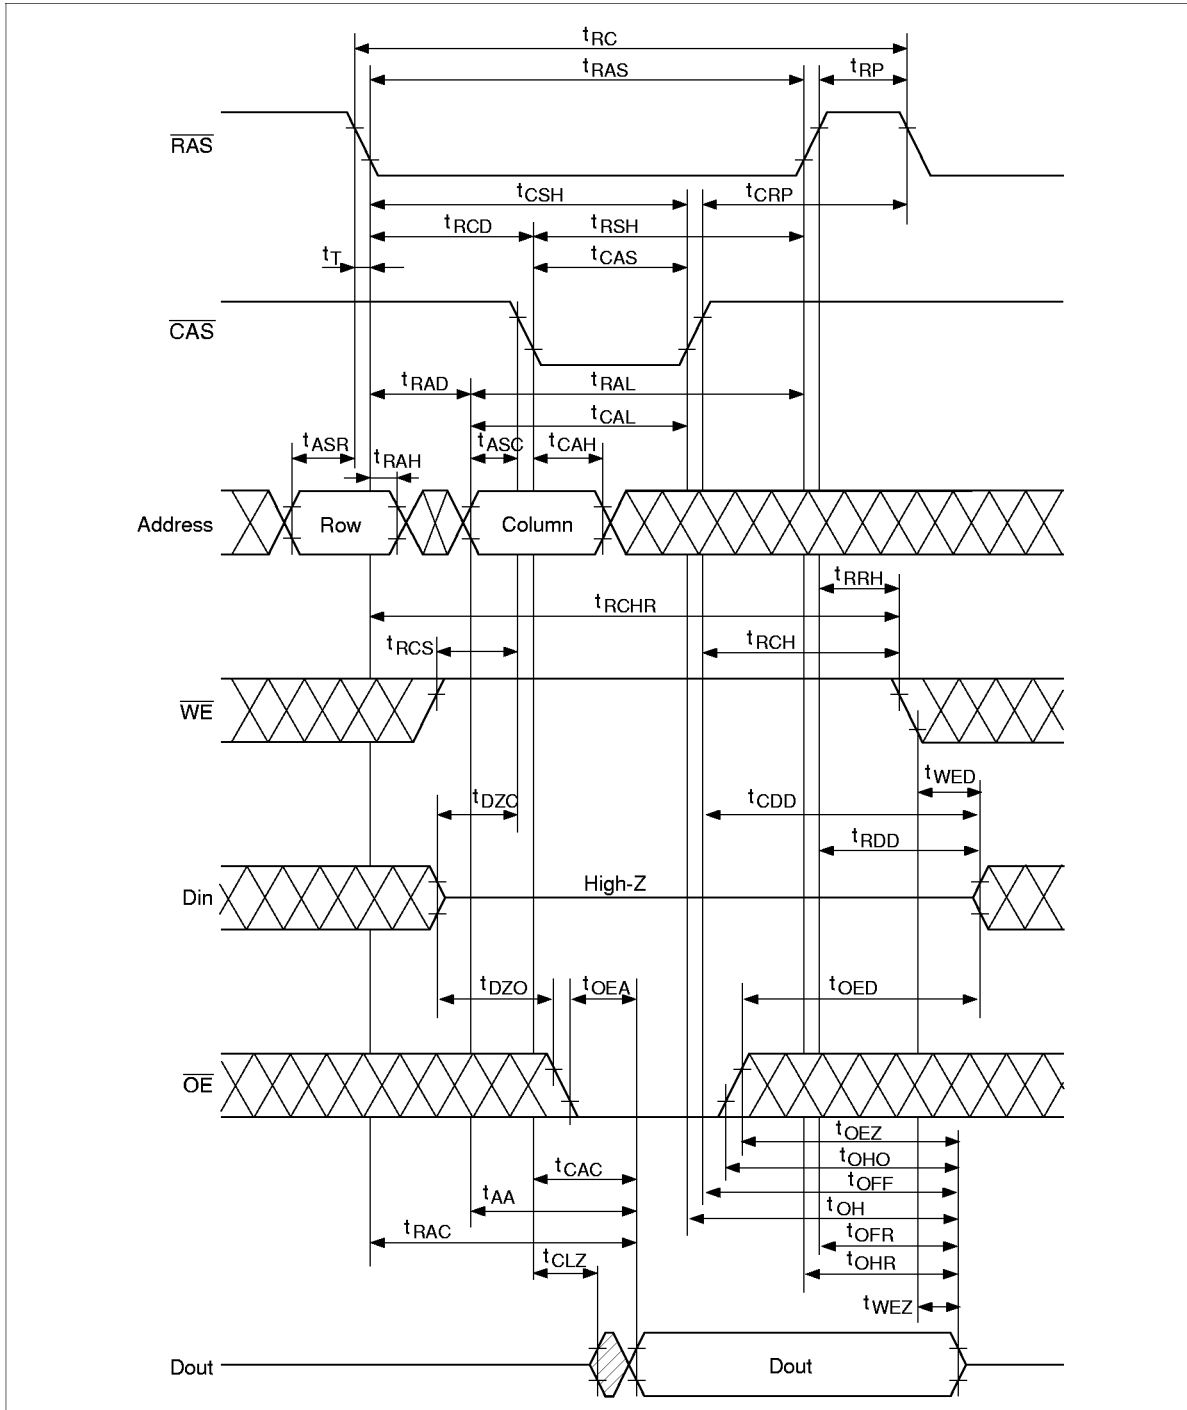 tRC
tRAS
tRP
RAS
tCSH
tCRP
tRCD
tRSH
tT
tCAS
CAS
tRAD
tRAL
tCAL
tASR
tASC
tCAH
tRAH
Address
Row
Column
tRRH
tRCHR
tRCS
tRCH
WE
tWED
tDZC
tCDD
tRDD
Din
High-Z
tDZO
tOEA
tOED
OE
tOEZ
tOHO
tCAC
tOFF
tAA
tOH
tRAC
tOFR
tCLZ
tOHR
tWEZ
Dout
Dout